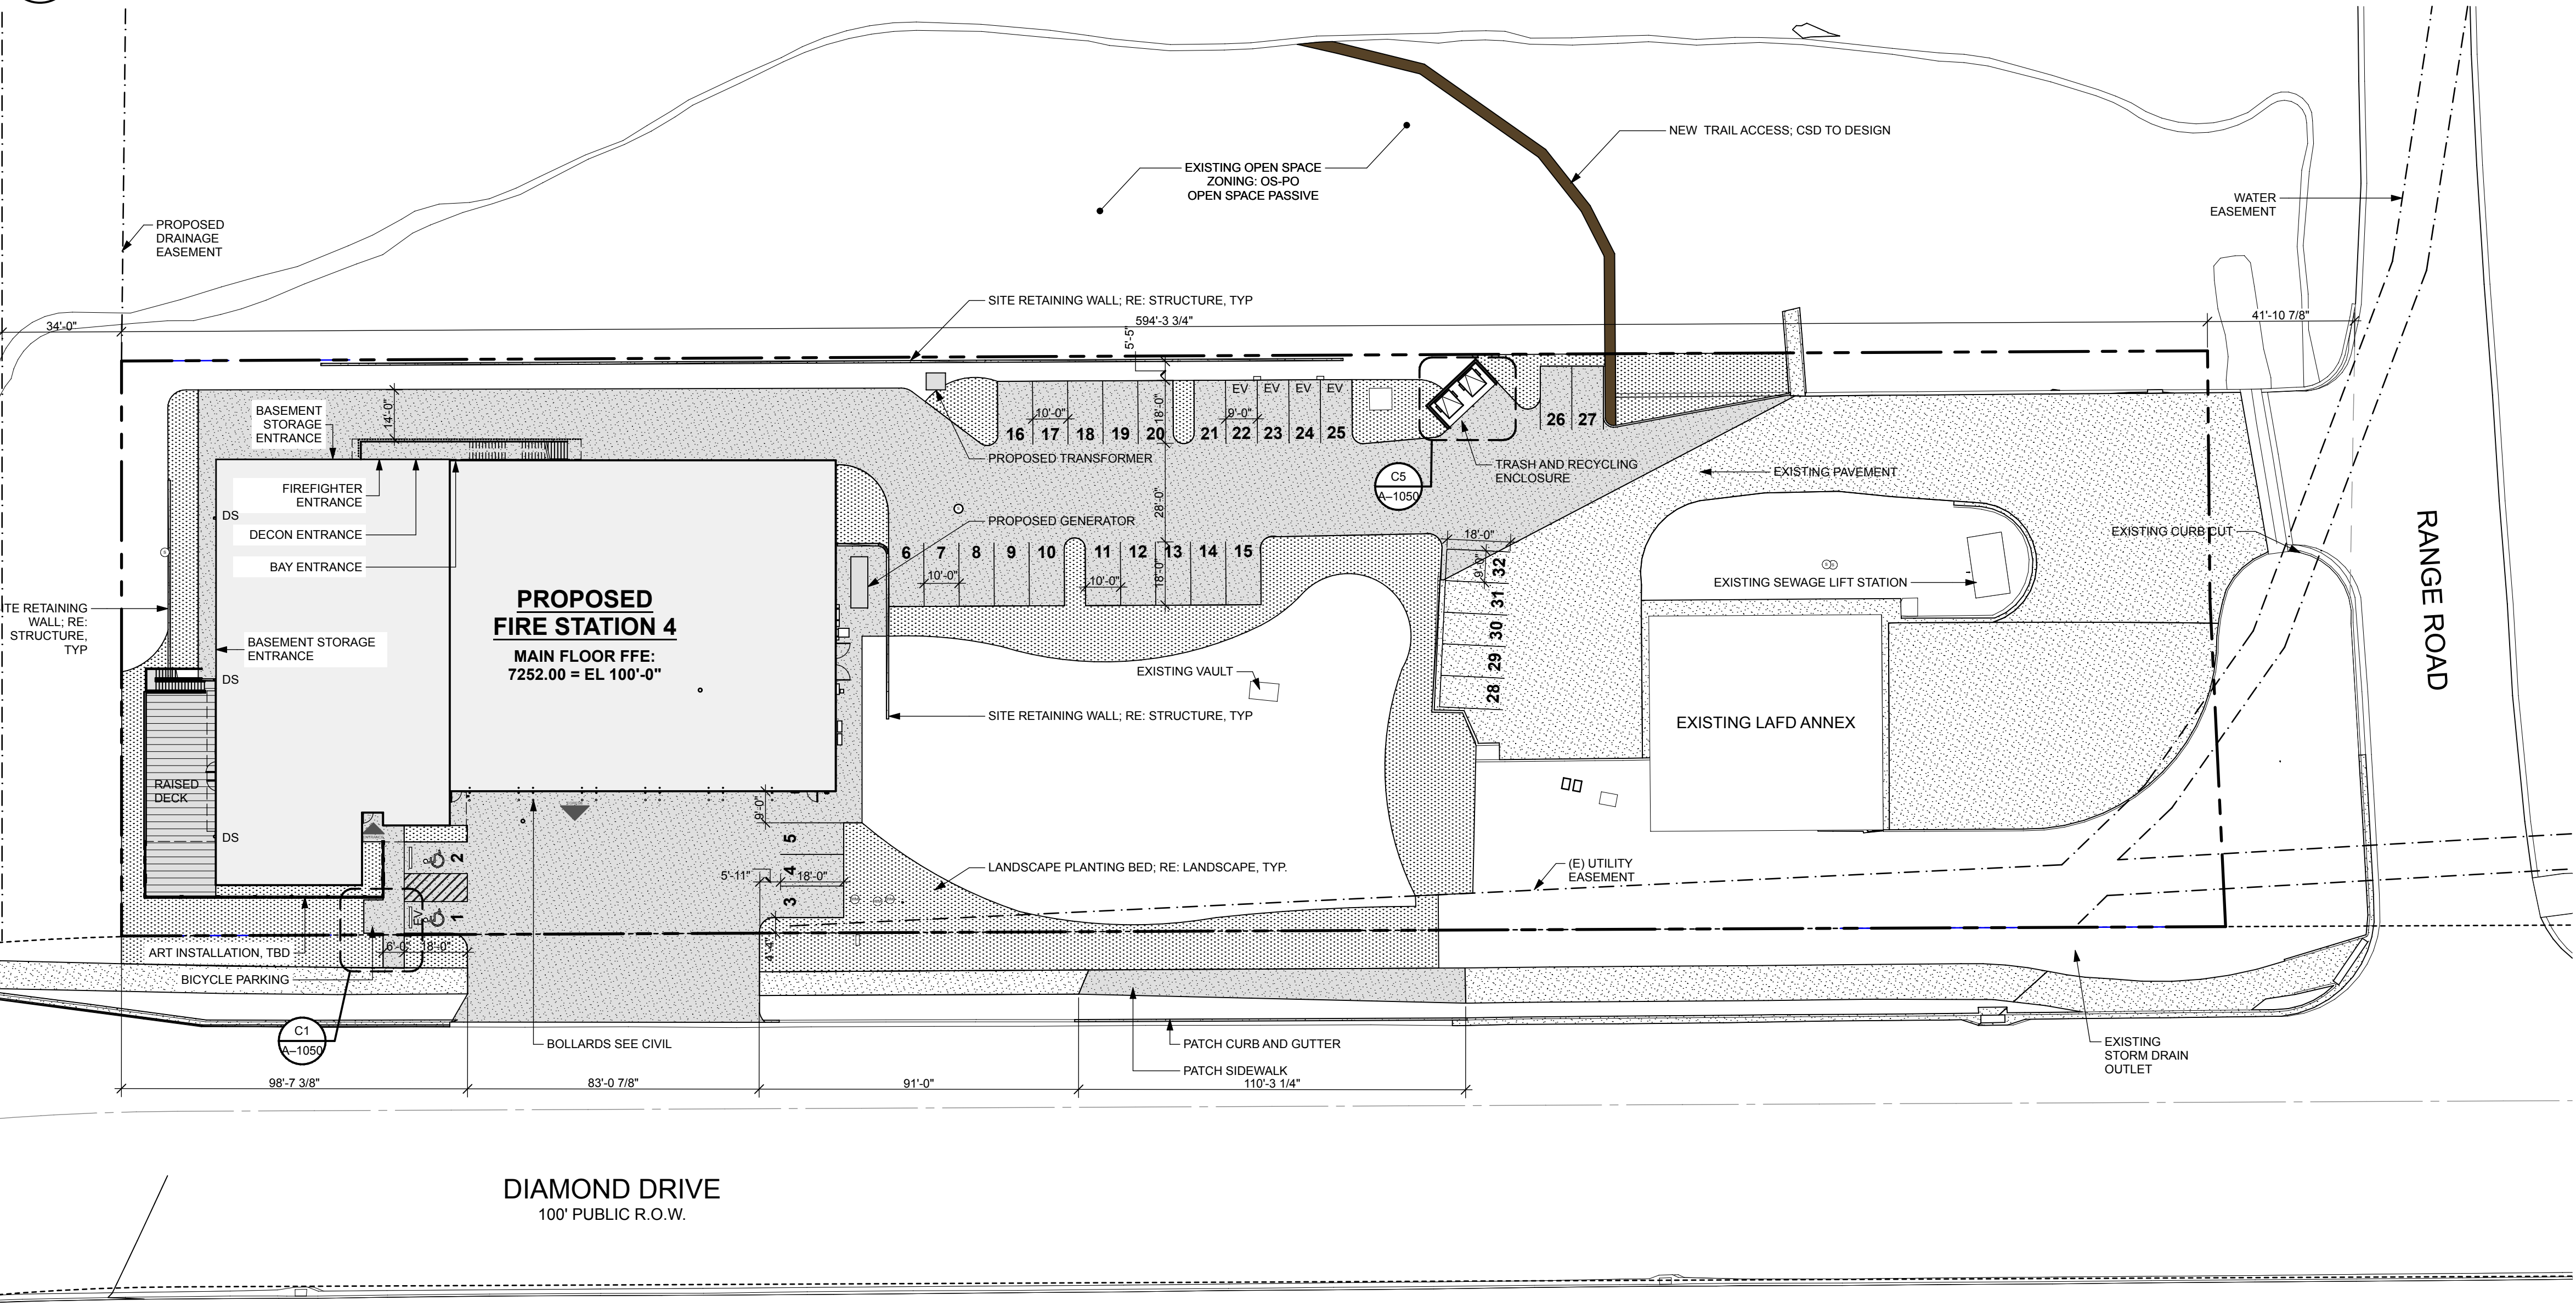 NEW TRAIL ACCESS; CSD TO DESIGN
EXISTING OPEN SPACE
ZONING: OS-PO
OPEN SPACE PASSIVE
WATER
EASEMENT
PROPOSED
DRAINAGE
EASEMENT
SITE RETAINING WALL; RE: STRUCTURE, TYP
34'-0"
594'-3 3/4"
41'-10 7/8"
5'-5"
BASEMENT
STORAGE
ENTRANCE
14'-0"
EV
EV
EV
EV
10'-0"
18'-0"
9'-0"
16
17
18
19
20
21
22
23
24
25
26
27
PROPOSED TRANSFORMER
TRASH AND RECYCLING
ENCLOSURE
C5
A–1050
EXISTING PAVEMENT
FIREFIGHTER
ENTRANCE
DS
DECON ENTRANCE
BAY ENTRANCE
PROPOSED GENERATOR
28'-0"
EXISTING CURB CUT
RANGE ROAD
6
7
8
9
10
11
12
13
14
15
10'-0"
10'-0"
18'-0"
18'-0"
9'-0"
32
31
30
29
28
EXISTING SEWAGE LIFT STATION
PROPOSED
FIRE STATION 4
MAIN FLOOR FFE:
7252.00 = EL 100'-0"
TE RETAINING
WALL; RE:
STRUCTURE,
TYP
BASEMENT STORAGE
ENTRANCE
DS
EXISTING VAULT
SITE RETAINING WALL; RE: STRUCTURE, TYP
EXISTING LAFD ANNEX
RAISED
DECK
DS
9'-0"
5
4
3
2
1
EV
5'-11"
18'-0"
LANDSCAPE PLANTING BED; RE: LANDSCAPE, TYP.
(E) UTILITY
EASEMENT
4'-4"
6'-0"
18'-0"
ART INSTALLATION, TBD
BICYCLE PARKING
C1
A–1050
BOLLARDS SEE CIVIL
PATCH CURB AND GUTTER
PATCH SIDEWALK
EXISTING
STORM DRAIN
OUTLET
98'-7 3/8"
83'-0 7/8"
91'-0"
110'-3 1/4"
DIAMOND DRIVE
100' PUBLIC R.O.W.